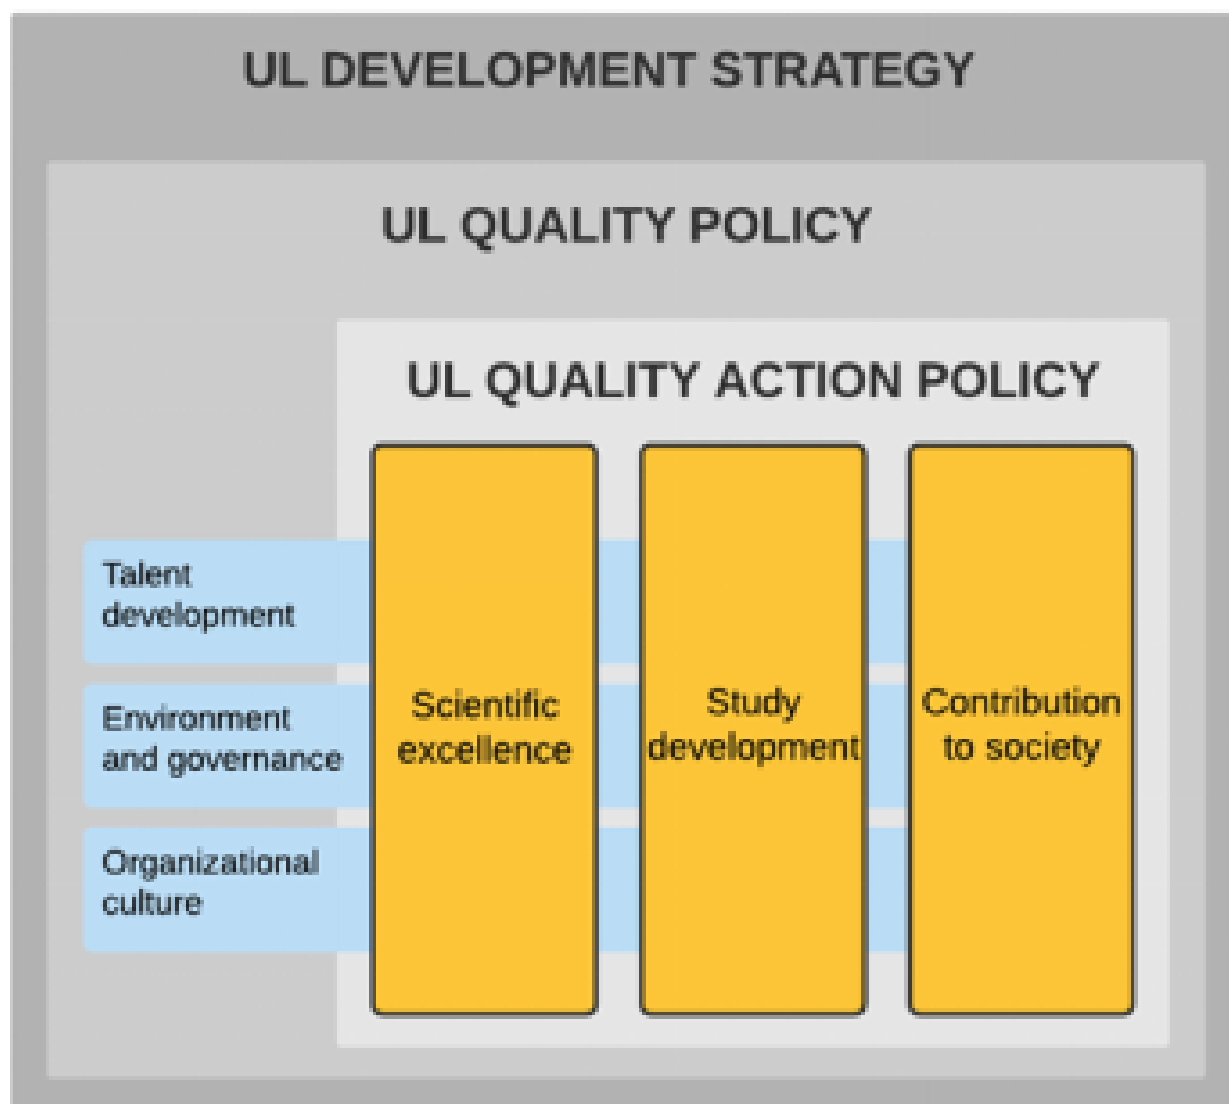 UL DEVELOPMENT STRATEGY
UL QUALITY POLICY
UL QUALITY ACTION POLICY
Talent
development
Environment
and governance
Organizational
culture
Scientific
excellence
Study
development
Contribution
to society